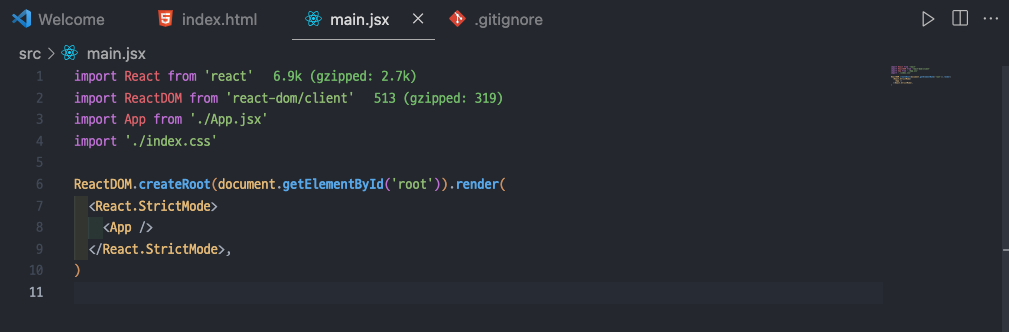 Welcome index.html main.jsx .gitignore
src > main.jsx
1 import React from 'react' 6.9k (gzipped: 2.7k)
2 import ReactDOM from 'react-dom/client' 513 (gzipped: 319)
3 import App from './App.jsx'
4 import './index.css'
5
6 ReactDOM.createRoot(document.getElementById('root')).render(
7 <React.StrictMode>
8 <App />
9 </React.StrictMode>,
10 )
11